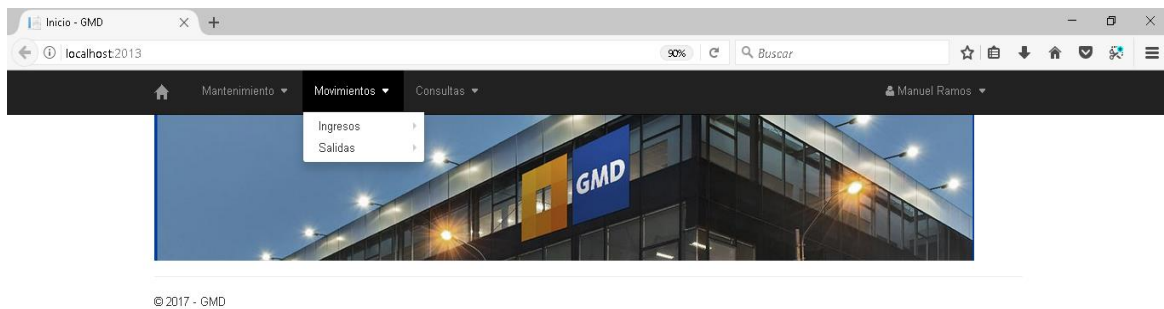 Inicio - GMD
localhost:2013 90% Buscar
Mantenimiento Movimientos Consultas Manuel Ramos
Ingresos
Salidas
GMD
© 2017 - GMD